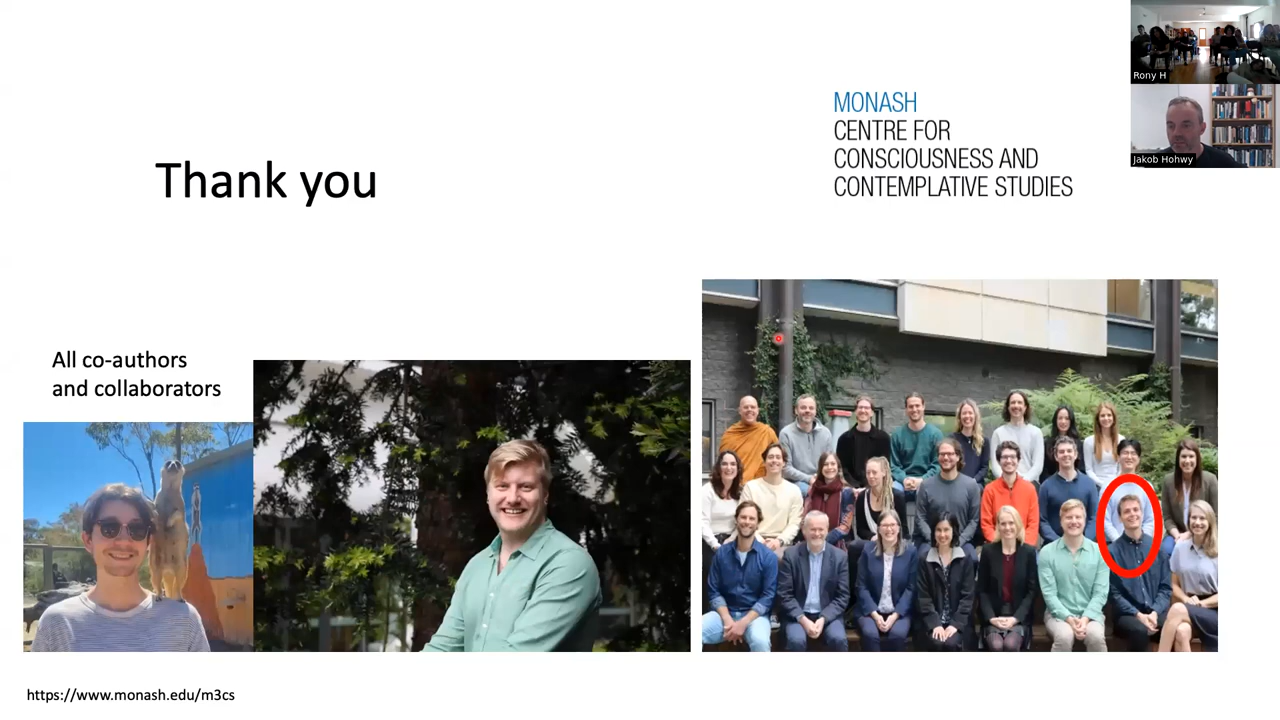 Thank you
MONASH
CENTRE FOR
CONSCIOUSNESS AND
CONTEMPLATIVE STUDIES
Rony H
Jakob Hohwy
All co-authors
and collaborators
https://www.monash.edu/m3cs